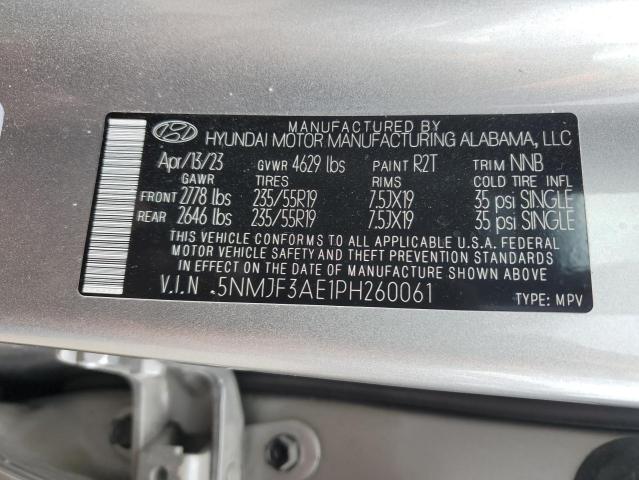 MANUFACTURED BY
HYUNDAI MOTOR MANUFACTURING ALABAMA, LLC
Apr/13/23 GVWR 4629 lbs PAINT R2T TRIM NNB
GAWR TIRES RIMS COLD TIRE INFL
FRONT 2778 lbs 235/55R19 7.5JX19 35 psi SINGLE
REAR 2646 lbs 235/55R19 7.5JX19 35 psi SINGLE
THIS VEHICLE CONFORMS TO ALL APPLICABLE U.S.A. FEDERAL
MOTOR VEHICLE SAFETY AND THEFT PREVENTION STANDARDS
IN EFFECT ON THE DATE OF MANUFACTURE SHOWN ABOVE
V.I.N .5NMJF3AE1PH260061 TYPE: MPV